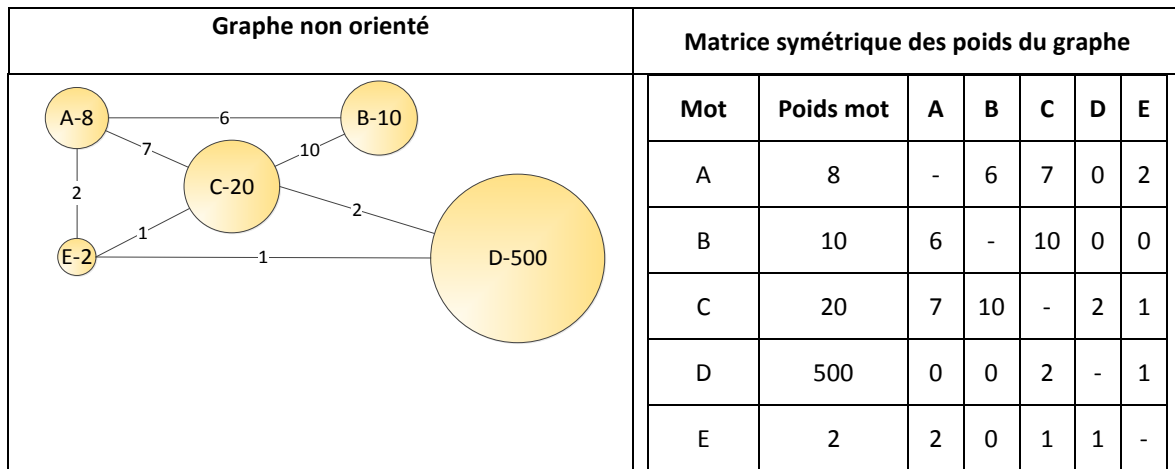 Graphe non orienté
Matrice symétrique des poids du graphe
A-8
6
B-10
7
10
C-20
2
2
1
E-2
1
D-500
Mot Poids mot A B C D E
A 8 - 6 7 0 2
B 10 6 - 10 0 0
C 20 7 10 - 2 1
D 500 0 0 2 - 1
E 2 2 0 1 1 -